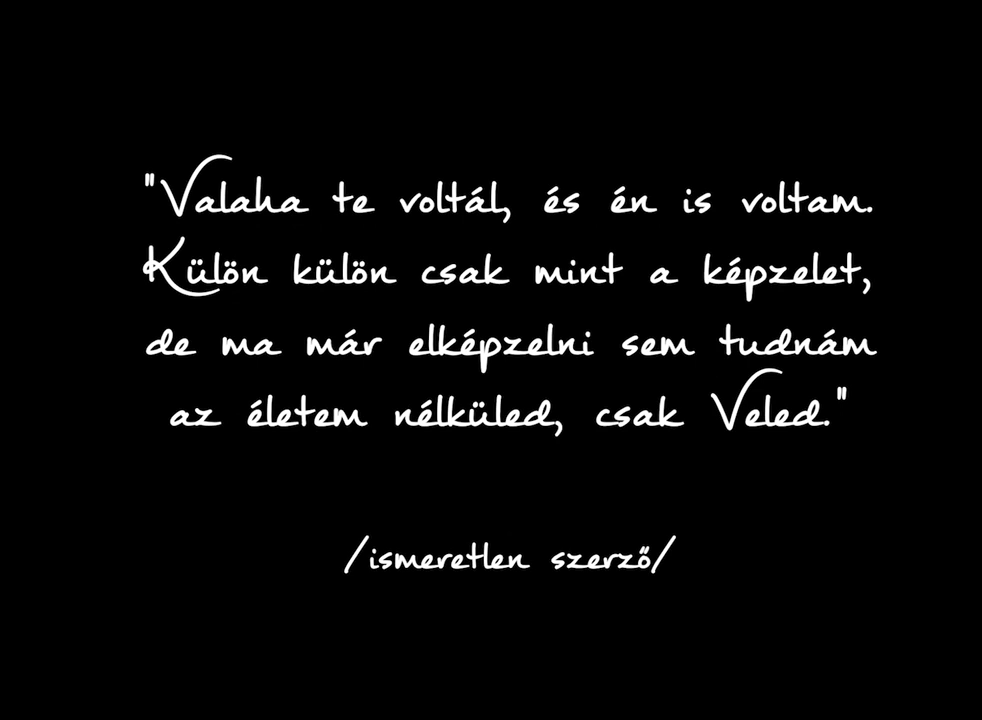 "Valaha te voltál, és én is voltam.
Külön külön csak mint a képzelet,
de ma már elképzelni sem tudnám
az életem nélküled, csak Veled."
/ismeretlen szerző/